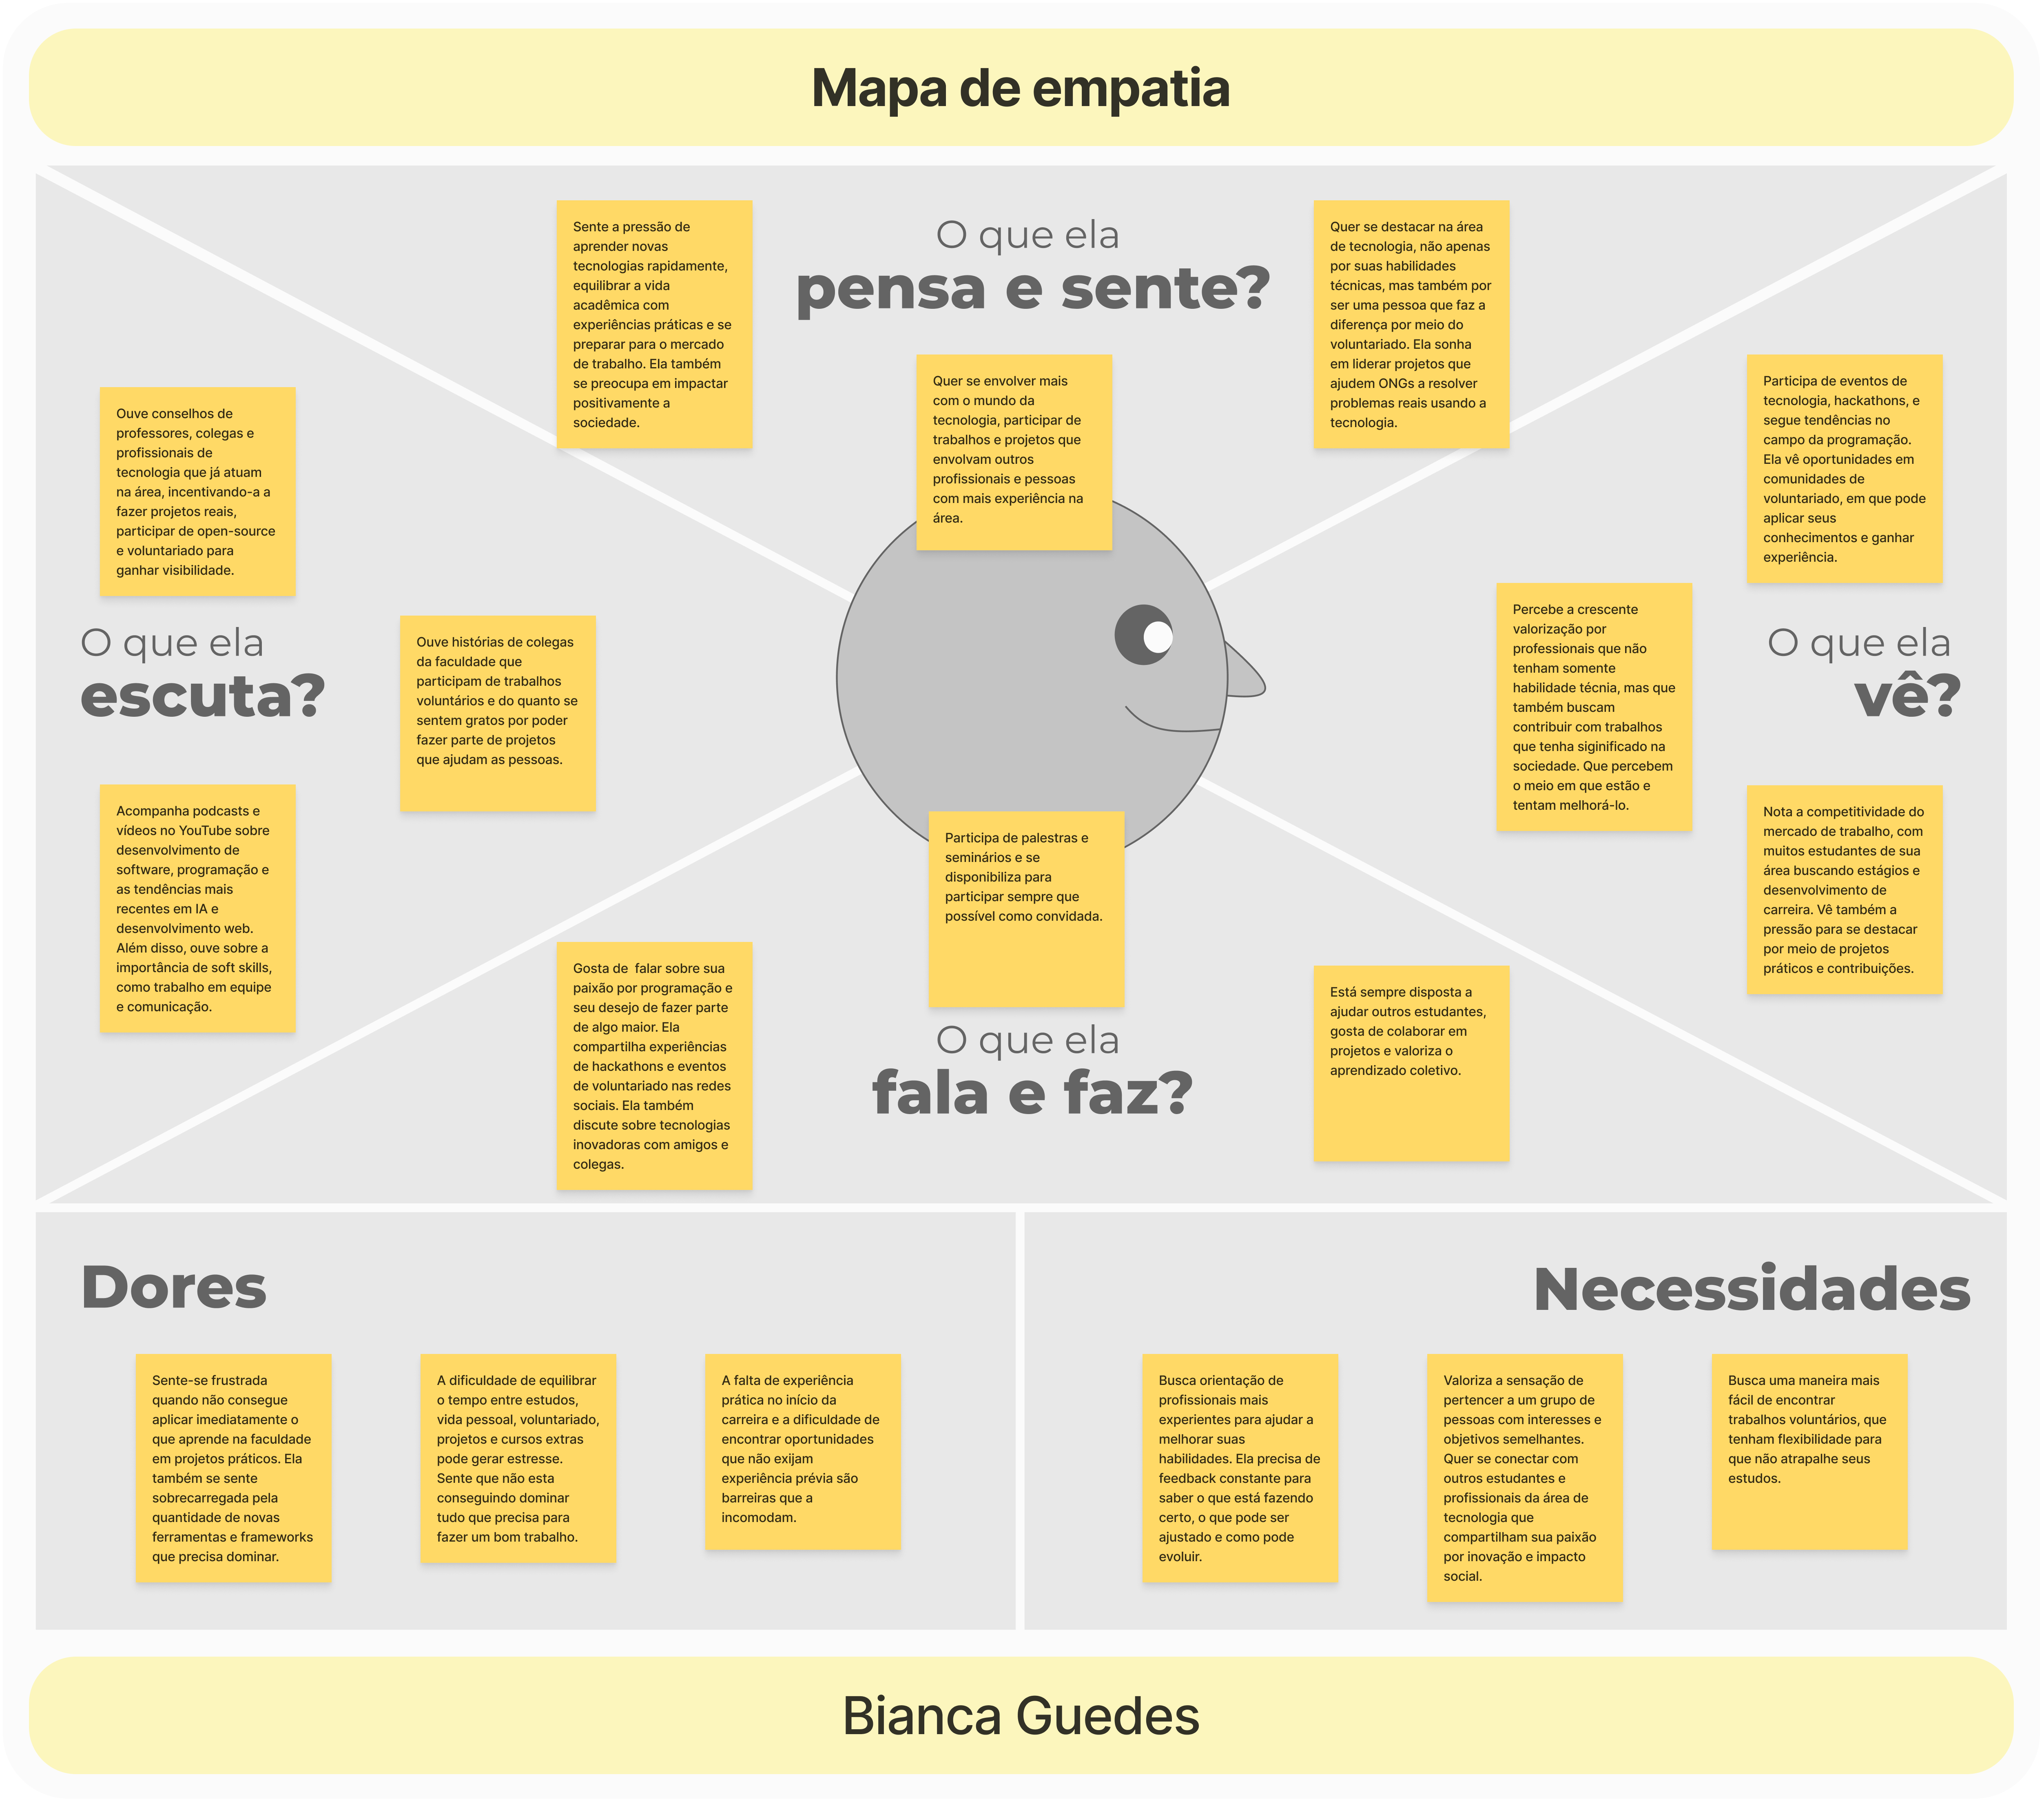 Mapa de empatia
O que ela
pensa e sente?
Sente a pressão de
aprender novas
tecnologias rapidamente,
equilibrar a vida
acadêmica com
experiências práticas e se
preparar para o mercado
de trabalho. Ela também
se preocupa em impactar
positivamente a
sociedade.
Quer se envolver mais
com o mundo da
tecnologia, participar de
trabalhos e projetos que
envolvam outros
profissionais e pessoas
com mais experiência na
área.
Quer se destacar na área
de tecnologia, não apenas
por suas habilidades
técnicas, mas também por
ser uma pessoa que faz a
diferença por meio do
voluntariado. Ela sonha
em liderar projetos que
ajudem ONGs a resolver
problemas reais usando a
tecnologia.
O que ela
escuta?
Ouve conselhos de
professores, colegas e
profissionais de
tecnologia que já atuam
na área, incentivando-a a
fazer projetos reais,
participar de open-source
e voluntariado para
ganhar visibilidade.
Ouve histórias de colegas
da faculdade que
participam de trabalhos
voluntários e do quanto se
sentem gratos por poder
fazer parte de projetos
que ajudam as pessoas.
Acompanha podcasts e
vídeos no YouTube sobre
desenvolvimento de
software, programação e
as tendências mais
recentes em IA e
desenvolvimento web.
Além disso, ouve sobre a
importância de soft skills,
como trabalho em equipe
e comunicação.
O que ela
vê?
Participa de eventos de
tecnologia, hackathons, e
segue tendências no
campo da programação.
Ela vê oportunidades em
comunidades de
voluntariado, em que pode
aplicar seus
conhecimentos e ganhar
experiência.
Percebe a crescente
valorização por
professionais que não
tenham somente
habilidade técnia, mas que
também buscam
contribuir com trabalhos
que tenha siginificado na
sociedade. Que percebem
o meio em que estão e
tentam melhorá-lo.
Nota a competitividade do
mercado de trabalho, com
muitos estudantes de sua
área buscando estágios e
desenvolvimento de
carreira. Vê também a
pressão para se destacar
por meio de projetos
práticos e contribuições.
O que ela
fala e faz?
Participa de palestras e
seminários e se
disponibiliza para
participar sempre que
possível como convidada.
Gosta de  falar sobre sua
paixão por programação e
seu desejo de fazer parte
de algo maior. Ela
compartilha experiências
de hackathons e eventos
de voluntariado nas redes
sociais. Ela também
discute sobre tecnologias
inovadoras com amigos e
colegas.
Está sempre disposta a
ajudar outros estudantes,
gosta de colaborar em
projetos e valoriza o
aprendizado coletivo.
Dores
Sente-se frustrada
quando não consegue
aplicar imediatamente o
que aprende na faculdade
em projetos práticos. Ela
também se sente
sobrecarregada pela
quantidade de novas
ferramentas e frameworks
que precisa dominar.
A dificuldade de equilibrar
o tempo entre estudos,
vida pessoal, voluntariado,
projetos e cursos extras
pode gerar estresse.
Sente que não esta
conseguindo dominar
tudo que precisa para
fazer um bom trabalho.
A falta de experiência
prática no início da
carreira e a dificuldade de
encontrar oportunidades
que não exijam
experiência prévia são
barreiras que a
incomodam.
Necessidades
Busca orientação de
profissionais mais
experientes para ajudar a
melhorar suas
habilidades. Ela precisa de
feedback constante para
saber o que está fazendo
certo, o que pode ser
ajustado e como pode
evoluir.
Valoriza a sensação de
pertencer a um grupo de
pessoas com interesses e
objetivos semelhantes.
Quer se conectar com
outros estudantes e
profissionais da área de
tecnologia que
compartilham sua paixão
por inovação e impacto
social.
Busca uma maneira mais
fácil de encontrar
trabalhos voluntários, que
tenham flexibilidade para
que não atrapalhe seus
estudos.
Bianca Guedes